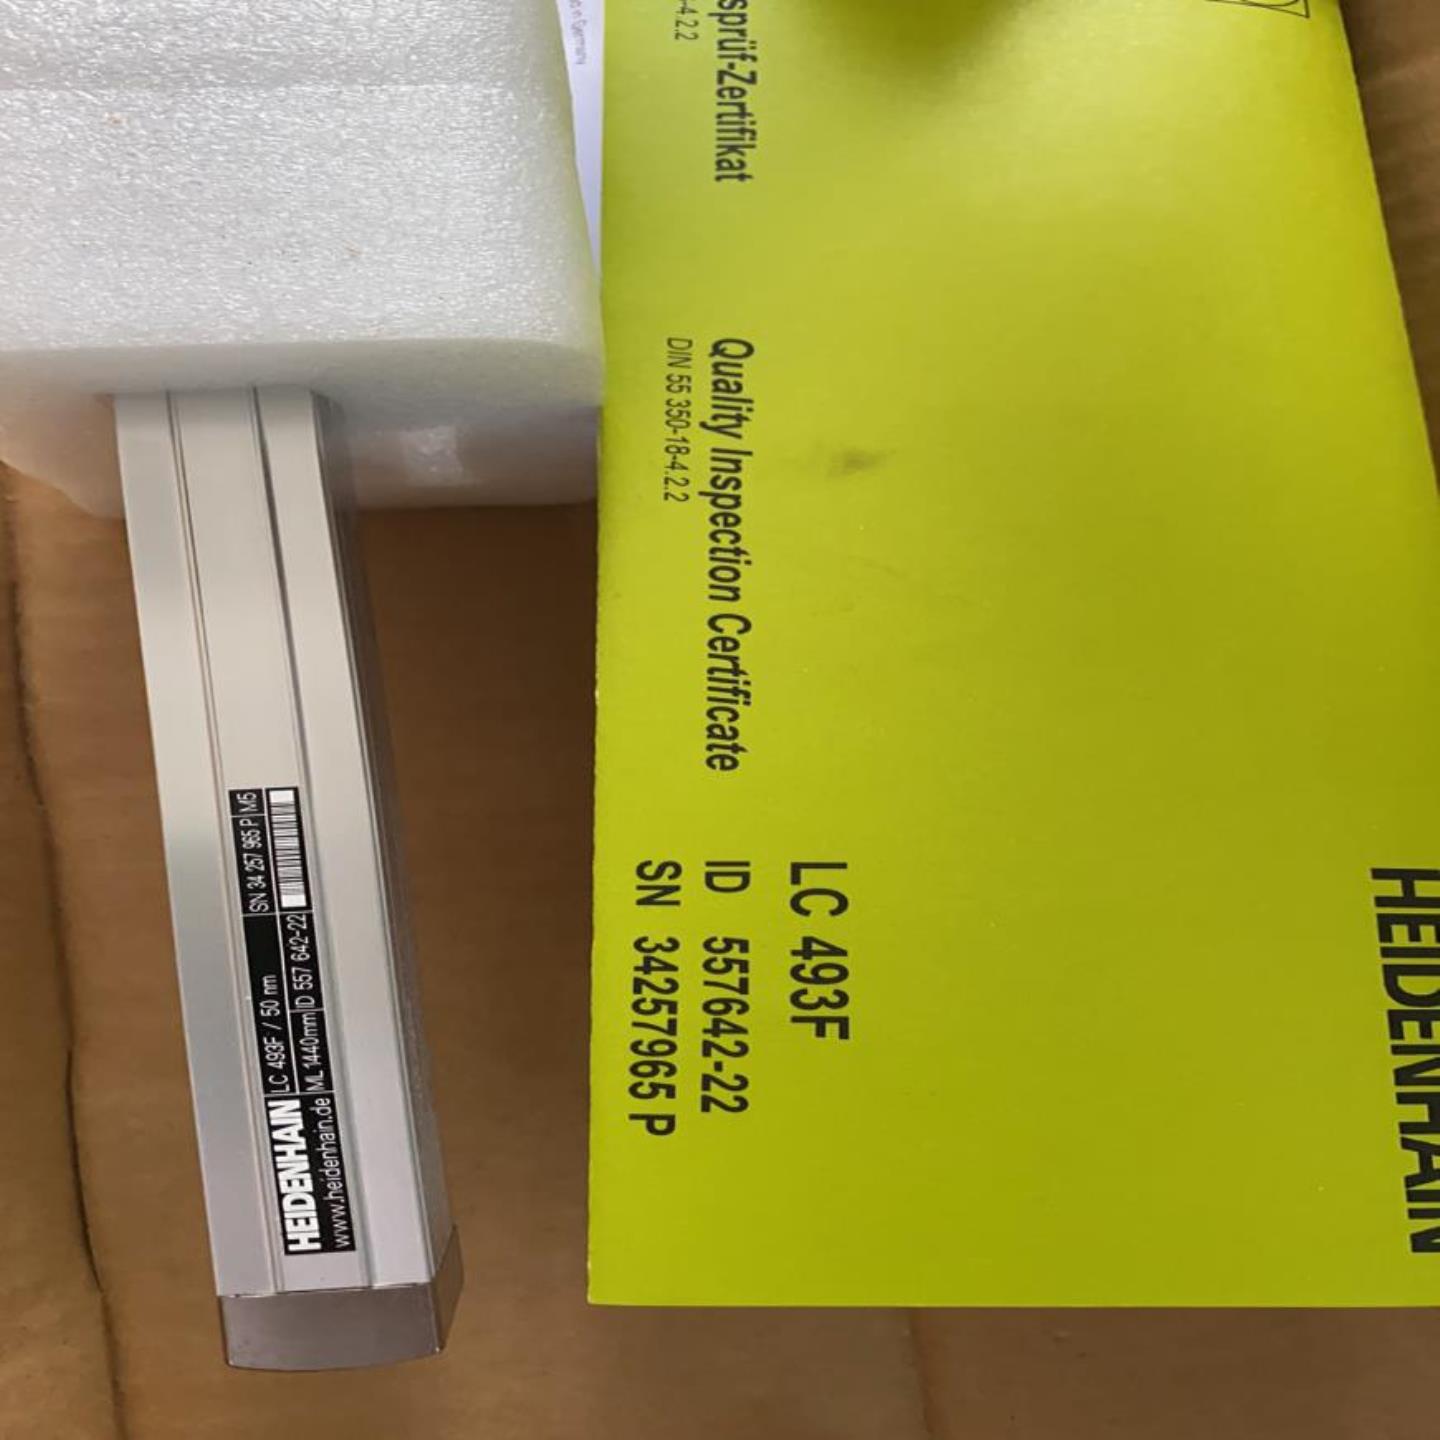 HEIDENHAIN
www.heidenhain.de
LC 493F / 50 nm
ML 1440mm
ID 557 642-22
SN 34 257 965 P
M5
HEIDENHAIN
LC 493F
ID 557642-22
SN 34257965 P
Quality Inspection Certificate
DIN 55 350-18-4.2.2
sprüf-Zertifikat
-4.2.2
in Germany